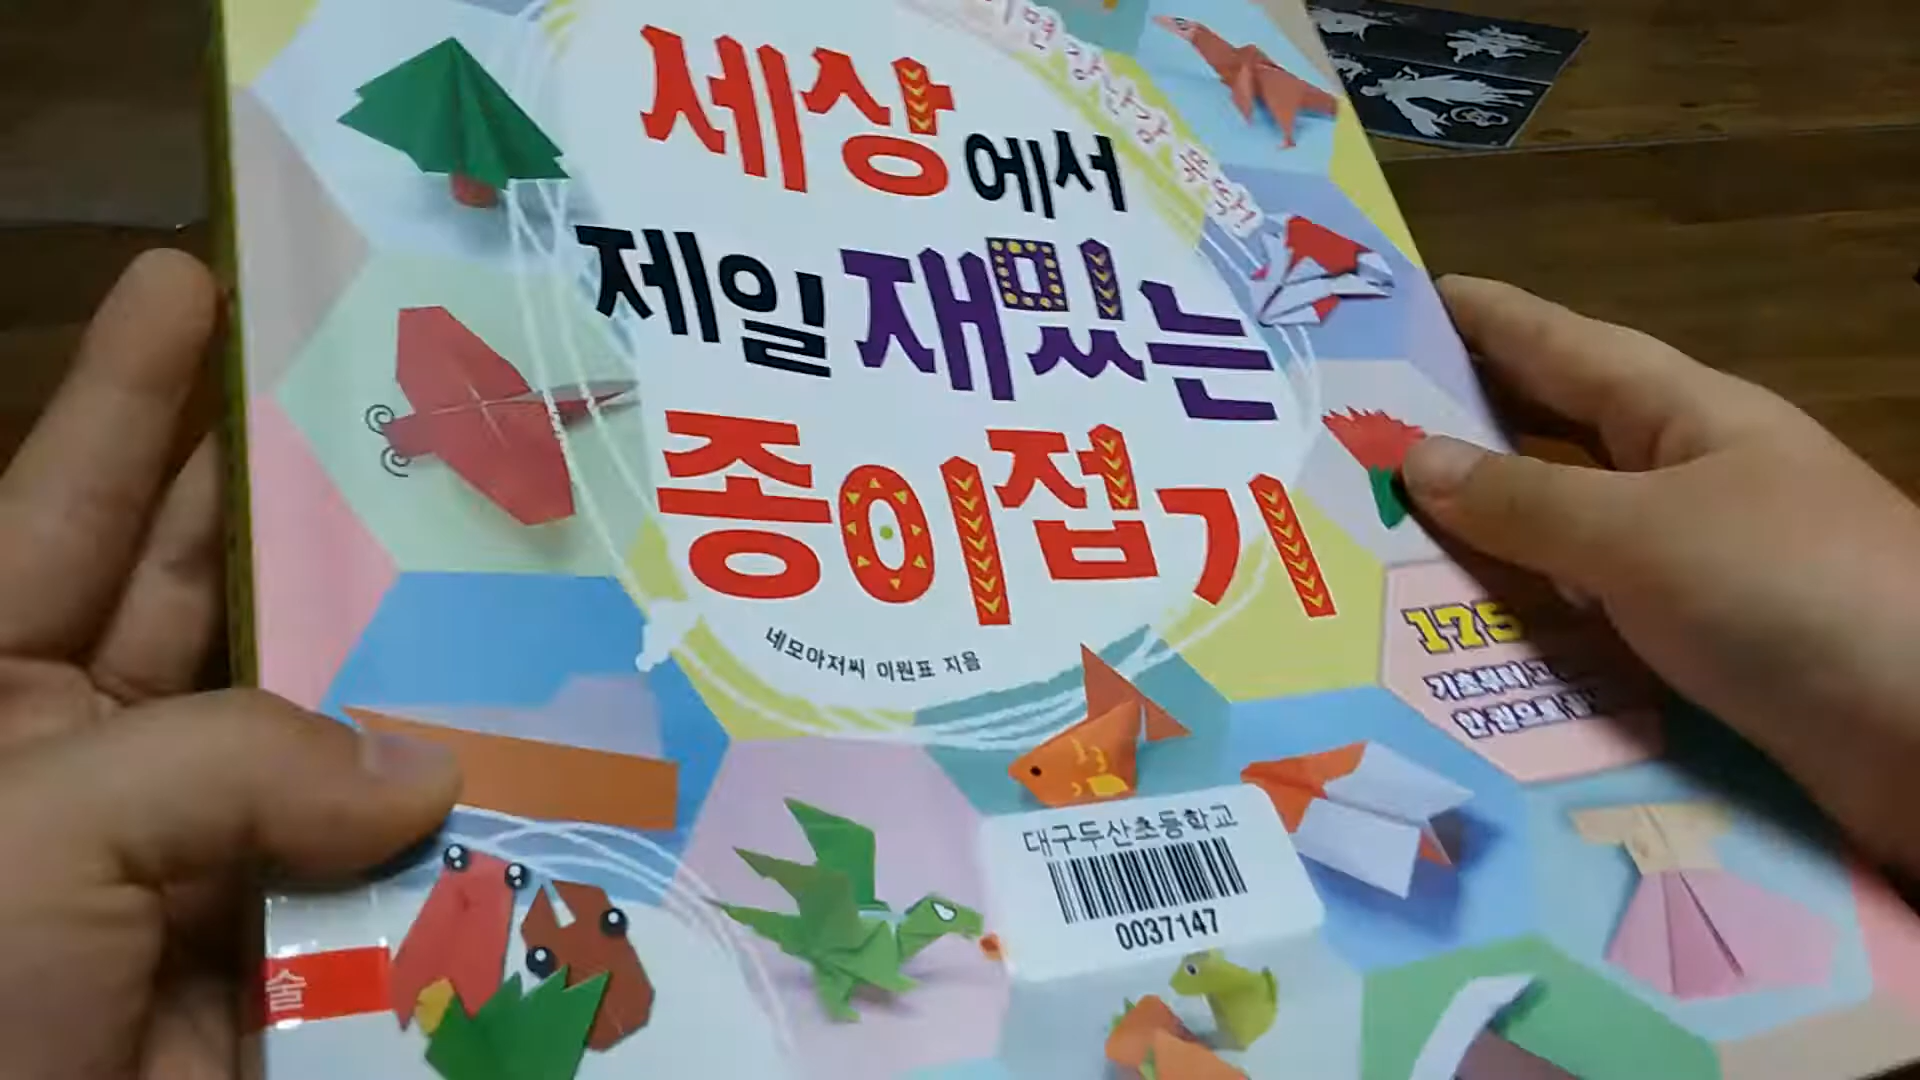 세상에서
제일 재밌는
종이접기
네모아저씨 이원표 지음
175
대구두산초등학교
0037147
술